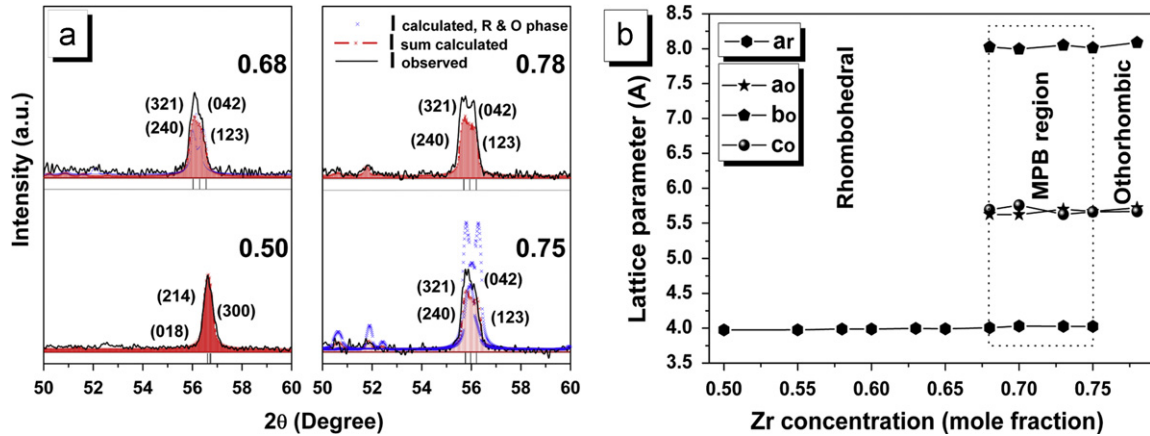 a
calculated, R & O phase
sum calculated
observed
0.68
0.78
(321) (042)
(240) (123)
(321) (042)
(240) (123)
0.50
0.75
(214)
(300)
(018)
(321) (042)
(240) (123)
Intensity (a.u.)
50 52 54 56 58 60
50 52 54 56 58 60
2θ (Degree)
b
ar
ao
bo
co
Lattice parameter (A)
8.5
8.0
7.5
7.0
6.5
6.0
5.5
5.0
4.5
4.0
3.5
Rhombohedral
MPB region
Othorhombic
0.50 0.55 0.60 0.65 0.70 0.75
Zr concentration (mole fraction)